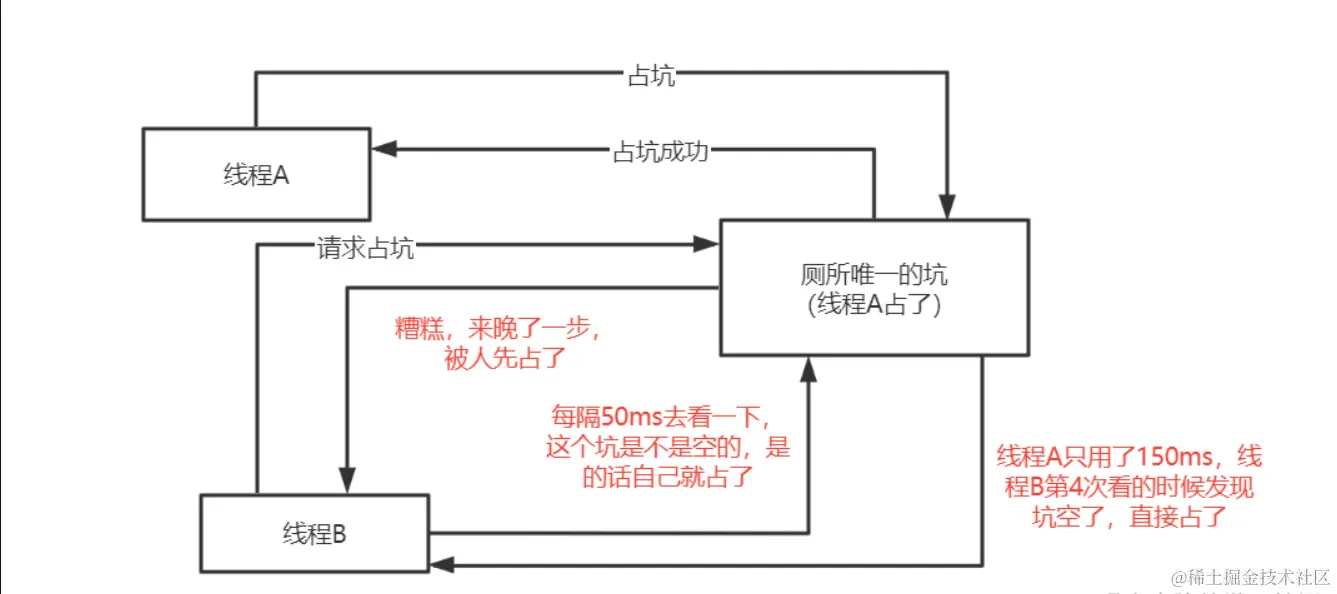 占坑
占坑成功
线程A
请求占坑
厕所唯一的坑
(线程A占了)
糟糕，来晚了一步，
被人先占了
每隔50ms去看一下，
这个坑是不是空的，是
的话自己就占了
线程A只用了150ms，线
程B第4次看的时候发现
坑空了，直接占了
线程B
@稀土掘金技术社区